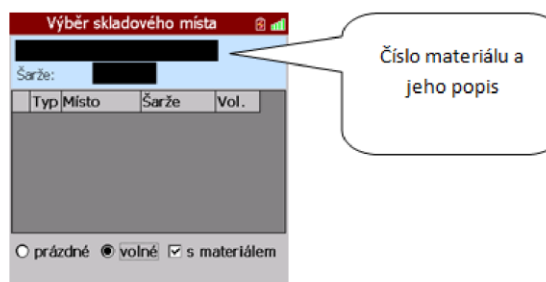 Výběr skladového místa
Šarže:
Typ Místo Šarže Vol.
prázdné volné s materiálem
Číslo materiálu a
jeho popis